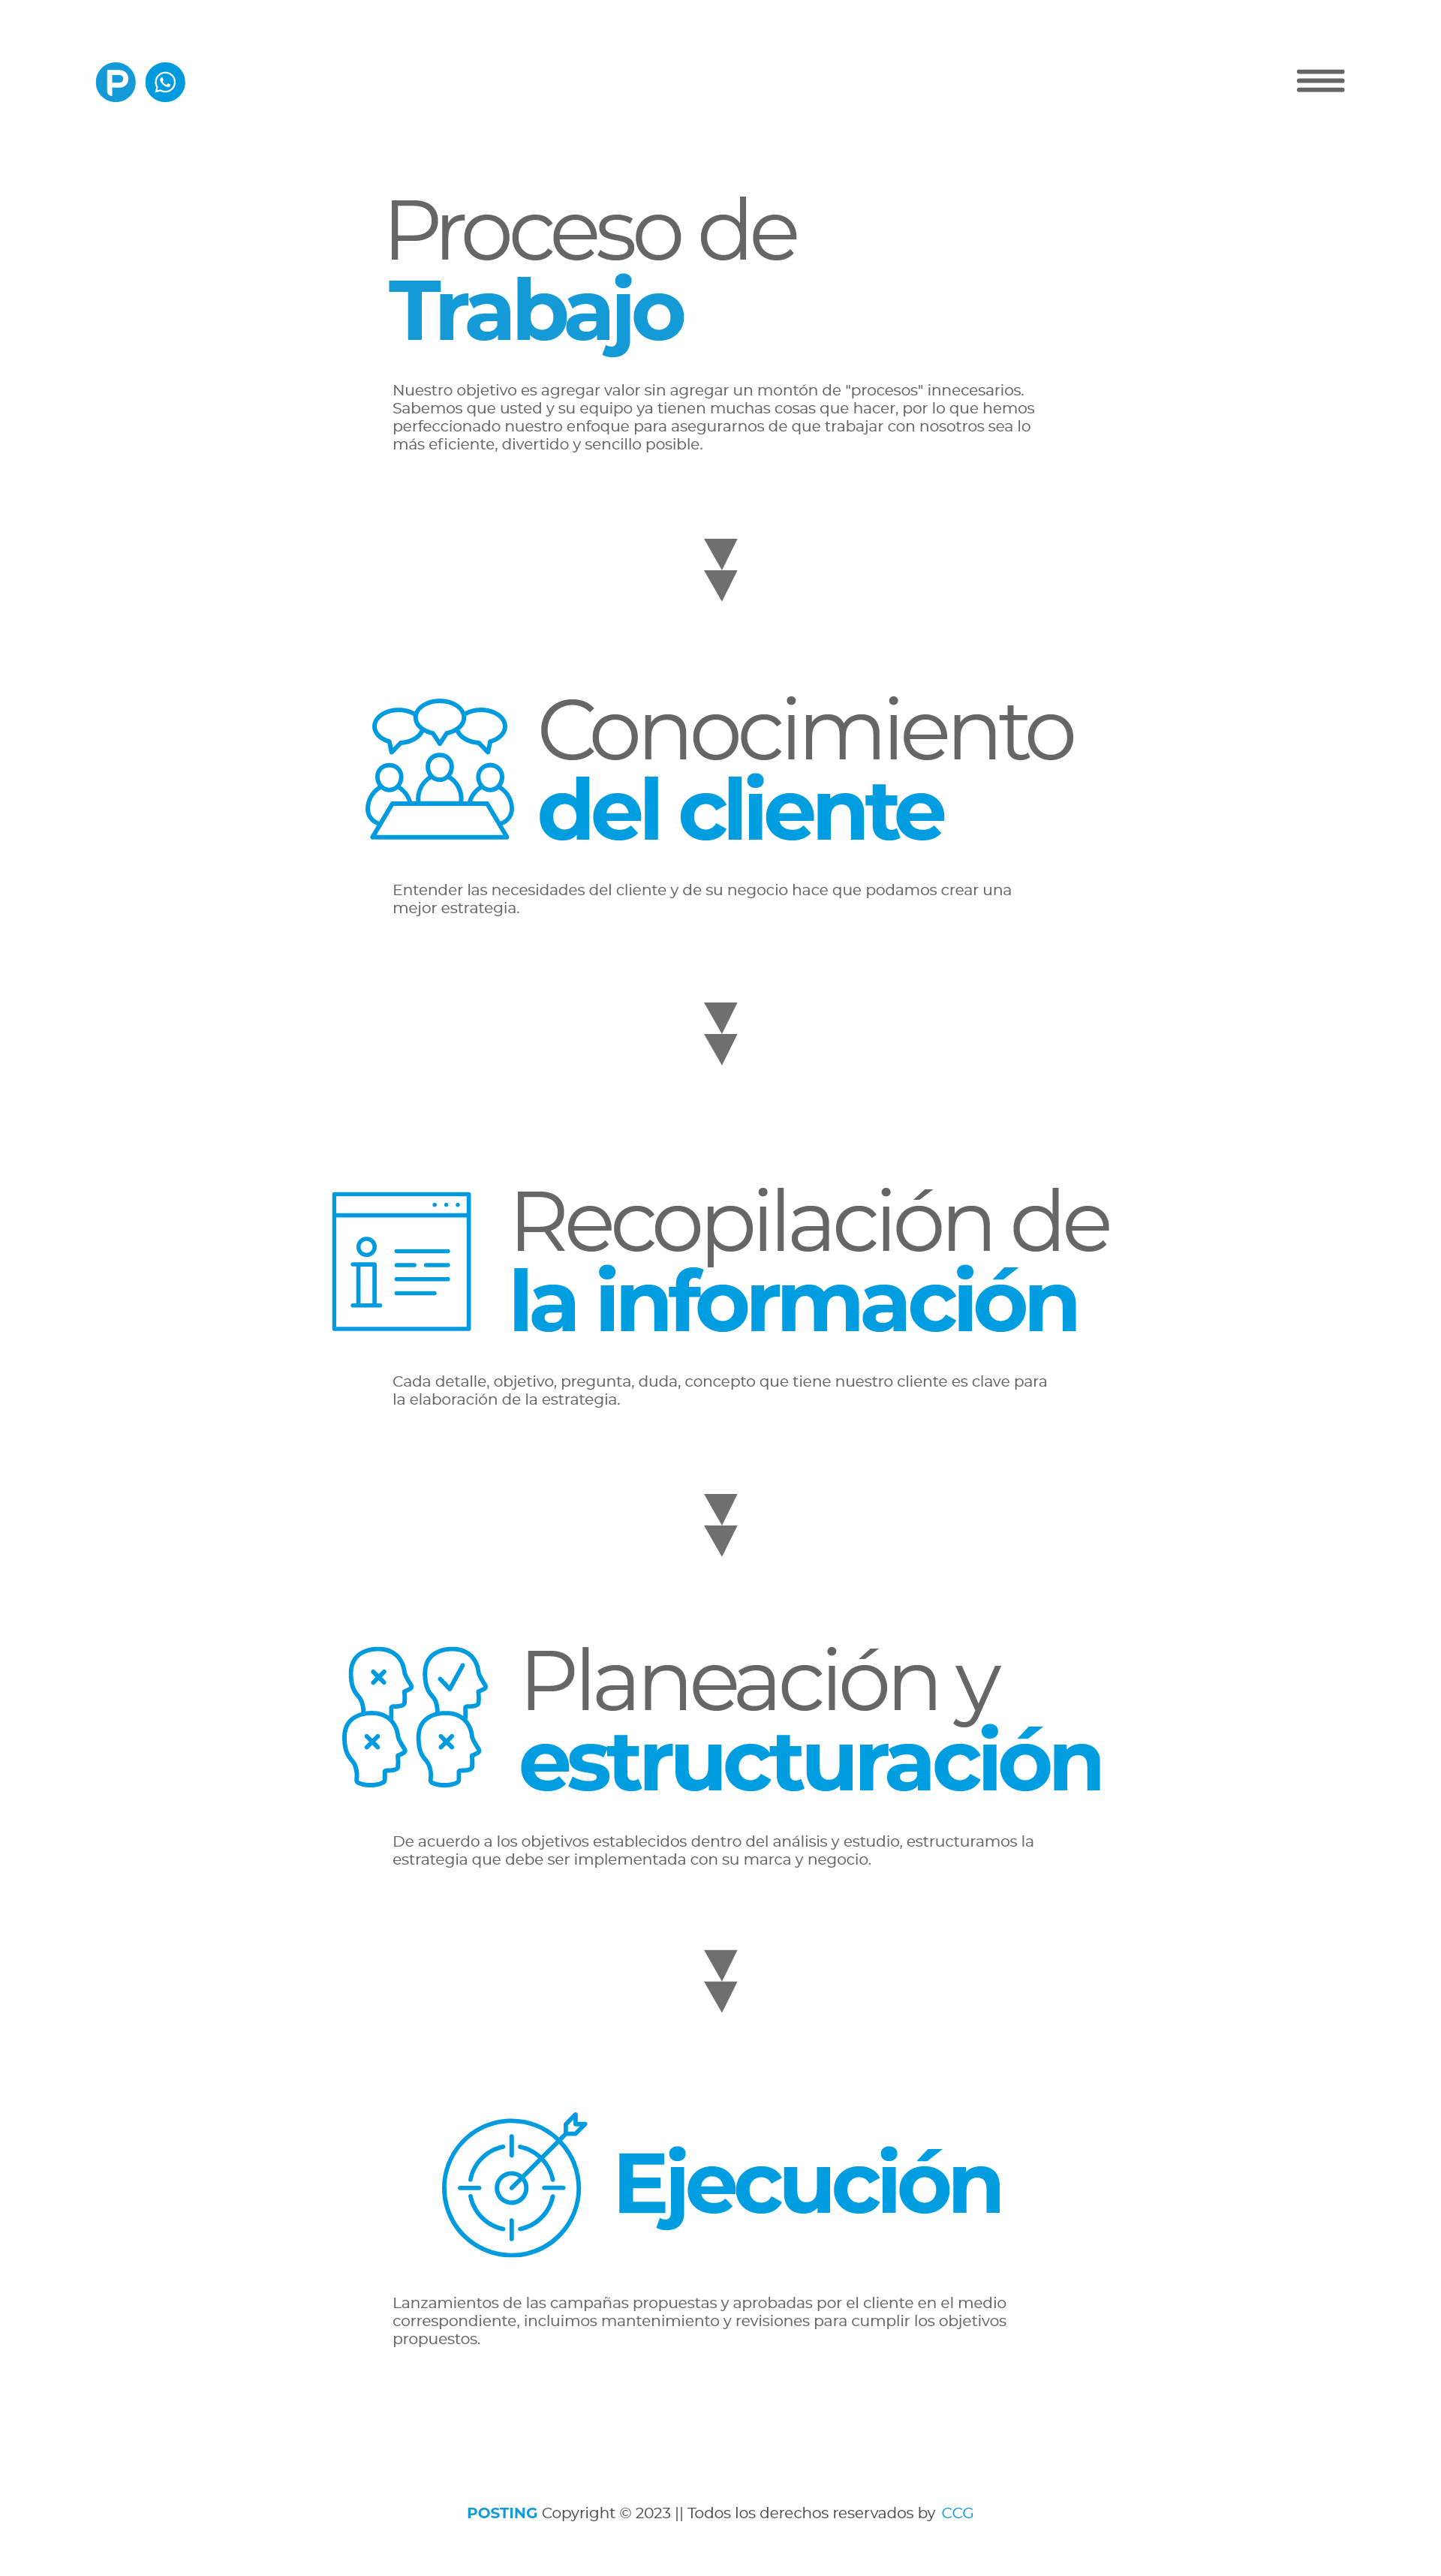 P
Proceso de
Trabajo
Nuestro objetivo es agregar valor sin agregar un montón de "procesos" innecesarios.
Sabemos que usted y su equipo ya tienen muchas cosas que hacer, por lo que hemos
perfeccionado nuestro enfoque para asegurarnos de que trabajar con nosotros sea lo
más eficiente, divertido y sencillo posible.
Conocimiento
del cliente
Entender las necesidades del cliente y de su negocio hace que podamos crear una
mejor estrategia.
Recopilación de
la información
Cada detalle, objetivo, pregunta, duda, concepto que tiene nuestro cliente es clave para
la elaboración de la estrategia.
Planeación y
estructuración
De acuerdo a los objetivos establecidos dentro del análisis y estudio, estructuramos la
estrategia que debe ser implementada con su marca y negocio.
Ejecución
Lanzamientos de las campañas propuestas y aprobadas por el cliente en el medio
correspondiente, incluimos mantenimiento y revisiones para cumplir los objetivos
propuestos.
POSTING Copyright © 2023 || Todos los derechos reservados by CCG